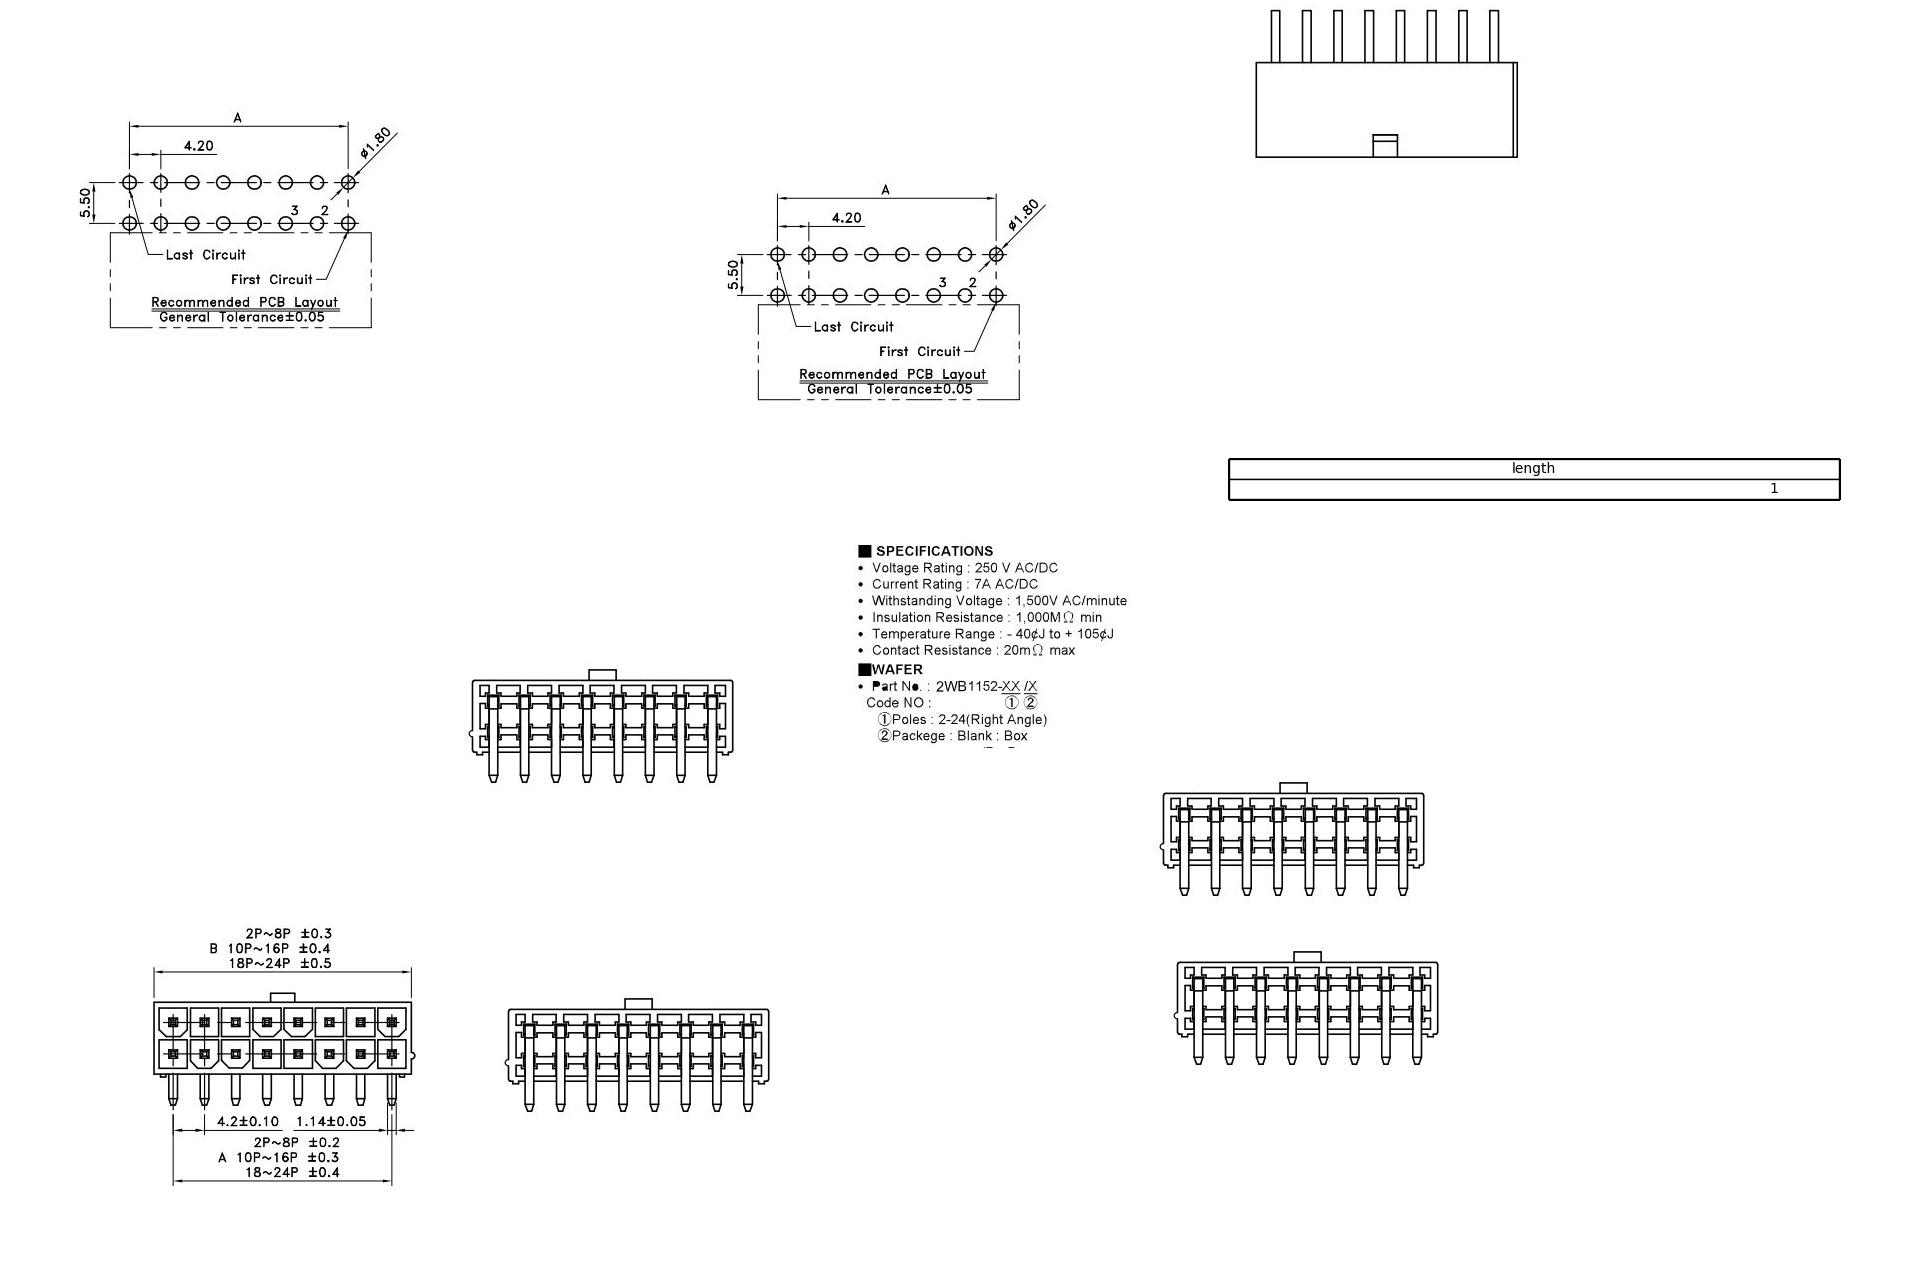 A
4.20
ø1.80
5.50
3 2
Last Circuit
First Circuit
Recommended PCB Layout
General Tolerance±0.05
A
4.20
ø1.80
5.50
3 2
Last Circuit
First Circuit
Recommended PCB Layout
General Tolerance±0.05
length
1
■ SPECIFICATIONS
• Voltage Rating : 250 V AC/DC
• Current Rating : 7A AC/DC
• Withstanding Voltage : 1,500V AC/minute
• Insulation Resistance : 1,000MΩ min
• Temperature Range : - 40¢J to + 105¢J
• Contact Resistance : 20mΩ max
■WAFER
• Part No. : 2WB1152-XX /X
Code NO : ① ②
①Poles : 2-24(Right Angle)
②Packege : Blank : Box
2P~8P ±0.3
B 10P~16P ±0.4
18P~24P ±0.5
4.2±0.10 1.14±0.05
2P~8P ±0.2
A 10P~16P ±0.3
18~24P ±0.4